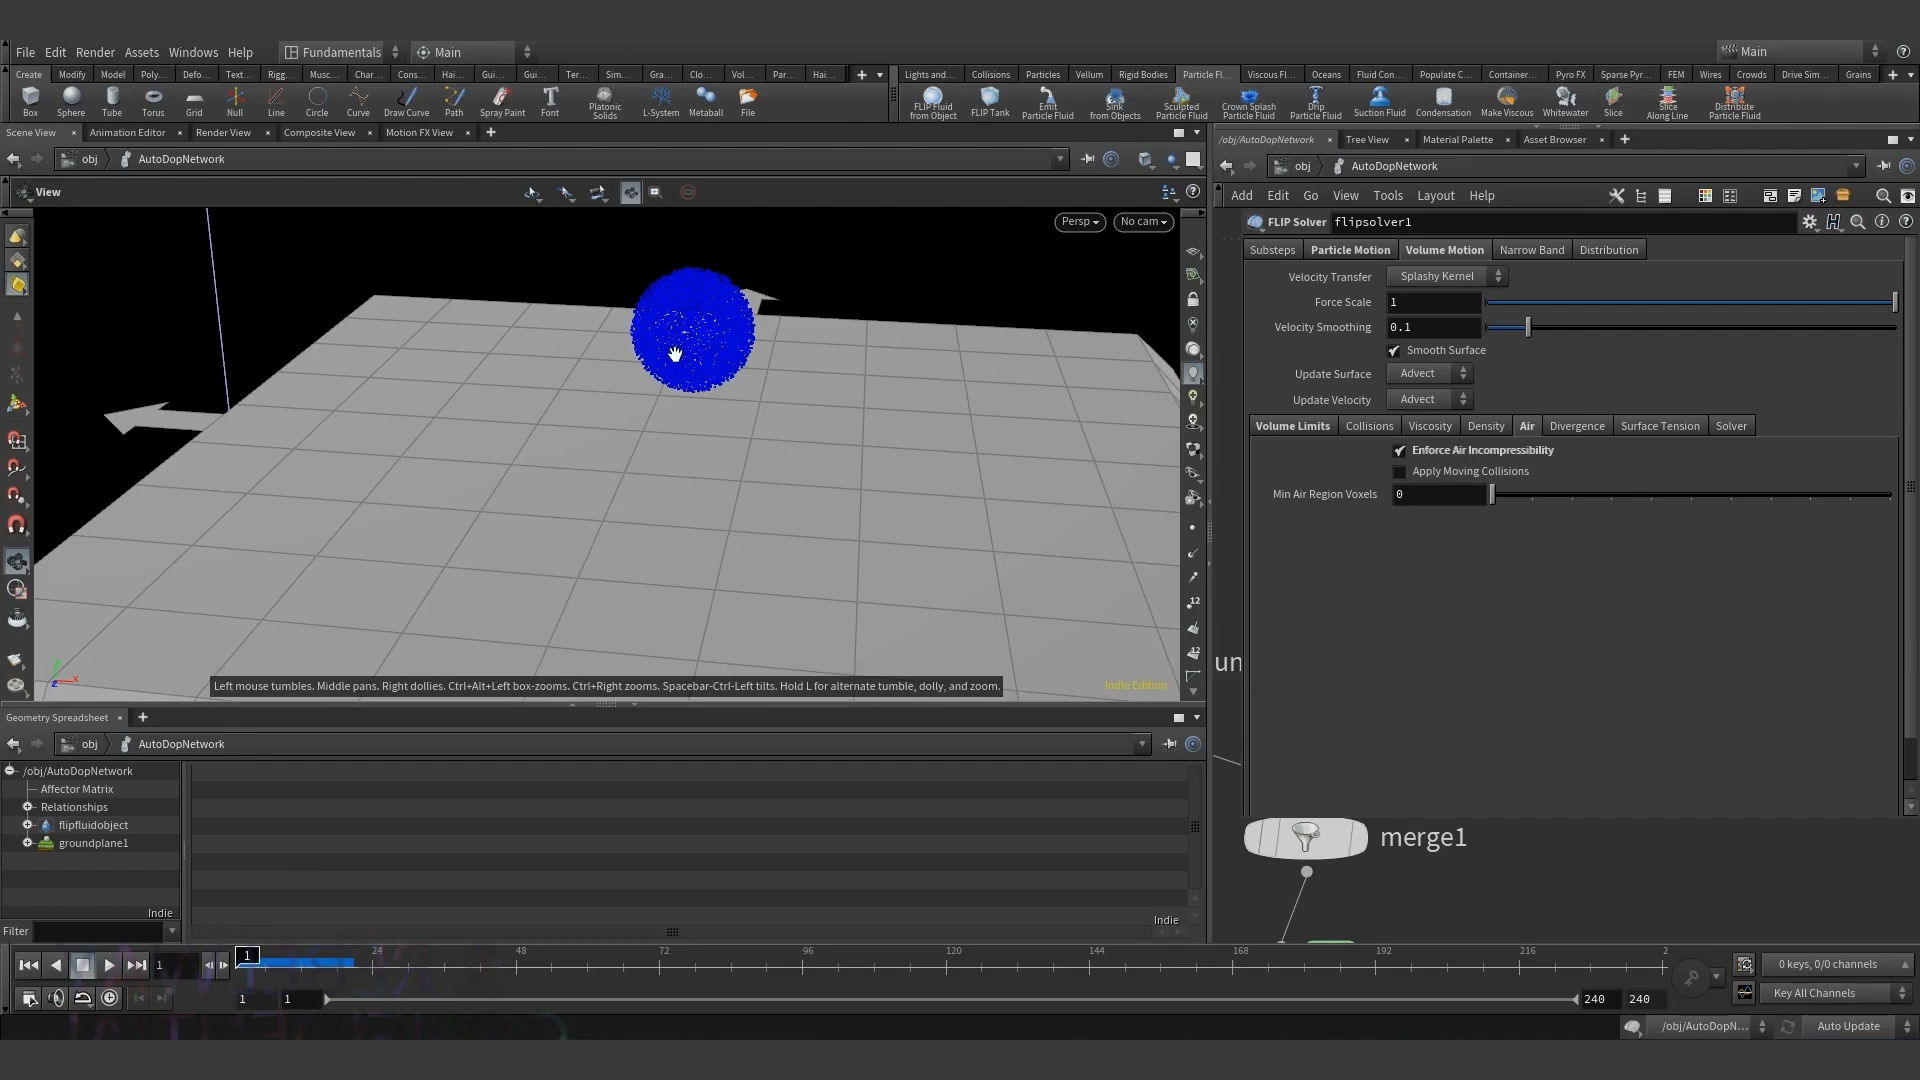 File Edit Render Assets Windows Help Fundamentals Main Main
Create Modify Model Poly... Defo... Text... Rigg... Musc... Char... Cons... Hai... Gui... Gui... Ter... Sim... Gra... Clo... Vol... Par... Hai...
Lights and... Collisions Particles Vellum Rigid Bodies Particle Fl... Viscous Fl... Oceans Fluid Con... Populate C... Container... Pyro FX Sparse Pyr... FEM Wires Crowds Drive Sim... Grains
Box Sphere Tube Torus Grid Null Line Circle Curve Draw Curve Path Spray Paint Font Platonic Solids L-System Metaball File
FLIP Fluid from Object FLIP Tank Emit Particle Fluid Sink from Objects Sculpted Particle Fluid Crown Splash Particle Fluid Drip Particle Fluid Suction Fluid Condensation Make Viscous Whitewater Slice Slice Along Line Distribute Particle Fluid
Scene View Animation Editor Render View Composite View Motion FX View
/obj/AutoDopNetwork Tree View Material Palette Asset Browser
obj AutoDopNetwork
obj AutoDopNetwork
View
Add Edit Go View Tools Layout Help
Persp No cam
FLIP Solver flipsolver1
Substeps Particle Motion Volume Motion Narrow Band Distribution
Velocity Transfer Splashy Kernel
Force Scale 1
Velocity Smoothing 0.1
Smooth Surface
Update Surface Advect
Update Velocity Advect
Volume Limits Collisions Viscosity Density Air Divergence Surface Tension Solver
Enforce Air Incompressibility
Apply Moving Collisions
Min Air Region Voxels 0
12
12
un
Left mouse tumbles. Middle pans. Right dollies. Ctrl+Alt+Left box-zooms. Ctrl+Right zooms. Spacebar-Ctrl-Left tilts. Hold L for alternate tumble, dolly, and zoom.
Indie Edition
x
Geometry Spreadsheet
obj AutoDopNetwork
/obj/AutoDopNetwork
Affector Matrix
Relationships
flipfluidobject
groundplane1
merge1
Indie
Indie
Filter
1
1 24 48 72 96 120 144 168 192 216 2
0 keys, 0/0 channels
1 1 240 240
Key All Channels
/obj/AutoDopN... Auto Update